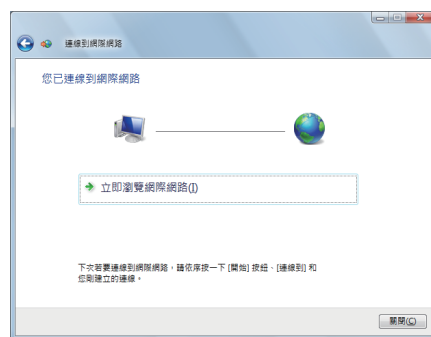 連線到網際網路
您已連線到網際網路
立即瀏覽網際網路(I)
下次若要連線到網際網路，請依序按一下 [開始] 按鈕、[連線到] 和
您剛建立的連線。
關閉(C)